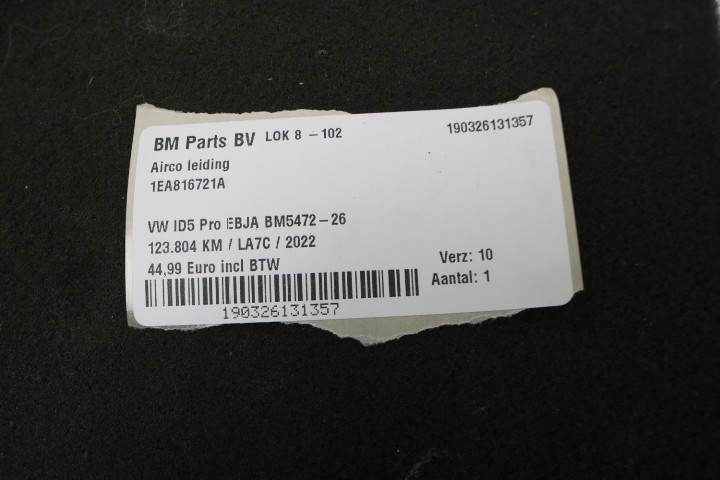 BM Parts BV LOK 8 - 102 190326131357
Airco leiding
1EA816721A
VW ID5 Pro EBJA BM5472-26
123.804 KM / LA7C / 2022
44,99 Euro incl BTW
Verz: 10
Aantal: 1
190326131357